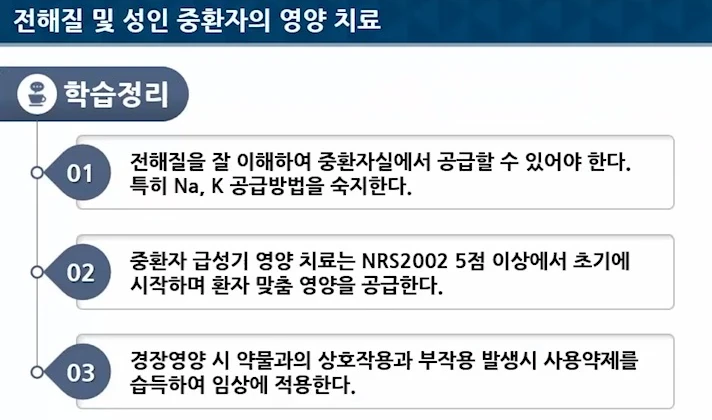 전해질 및 성인 중환자의 영양 치료
학습정리
01
전해질을 잘 이해하여 중환자실에서 공급할 수 있어야 한다.
특히 Na, K 공급방법을 숙지한다.
02
중환자 급성기 영양 치료는 NRS2002 5점 이상에서 초기에
시작하며 환자 맞춤 영양을 공급한다.
03
경장영양 시 약물과의 상호작용과 부작용 발생시 사용약제를
습득하여 임상에 적용한다.